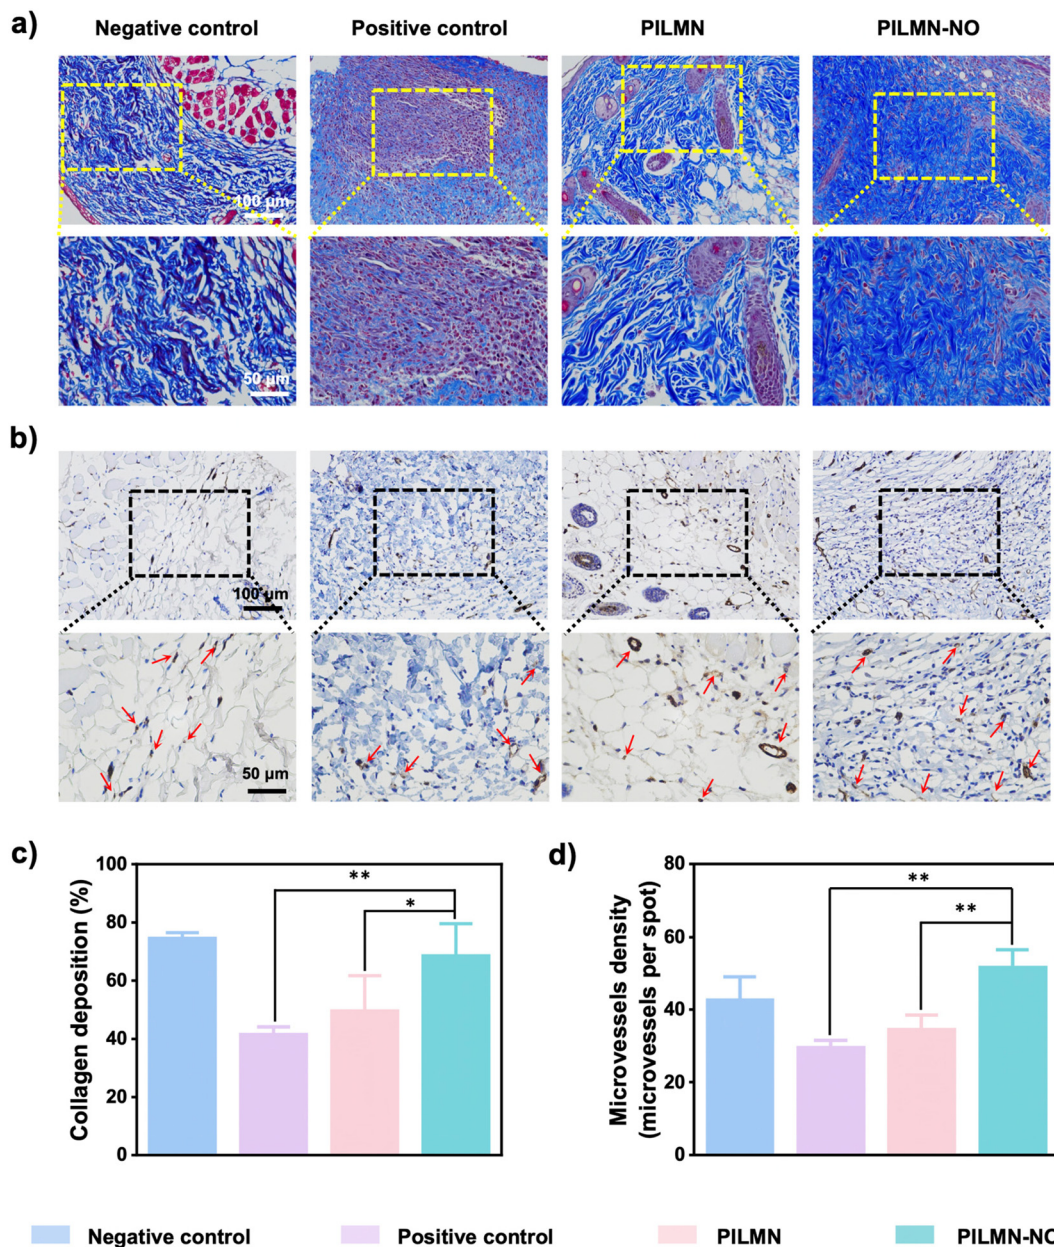 a)
Negative control
Positive control
PILMN
PILMN-NO
100 μm
50 μm
b)
100 μm
50 μm
c)
Collagen deposition (%)
100
80
60
40
20
0
**
*
d)
Microvessels density
(microvessels per spot)
80
60
40
20
0
**
**
Negative control
Positive control
PILMN
PILMN-NO